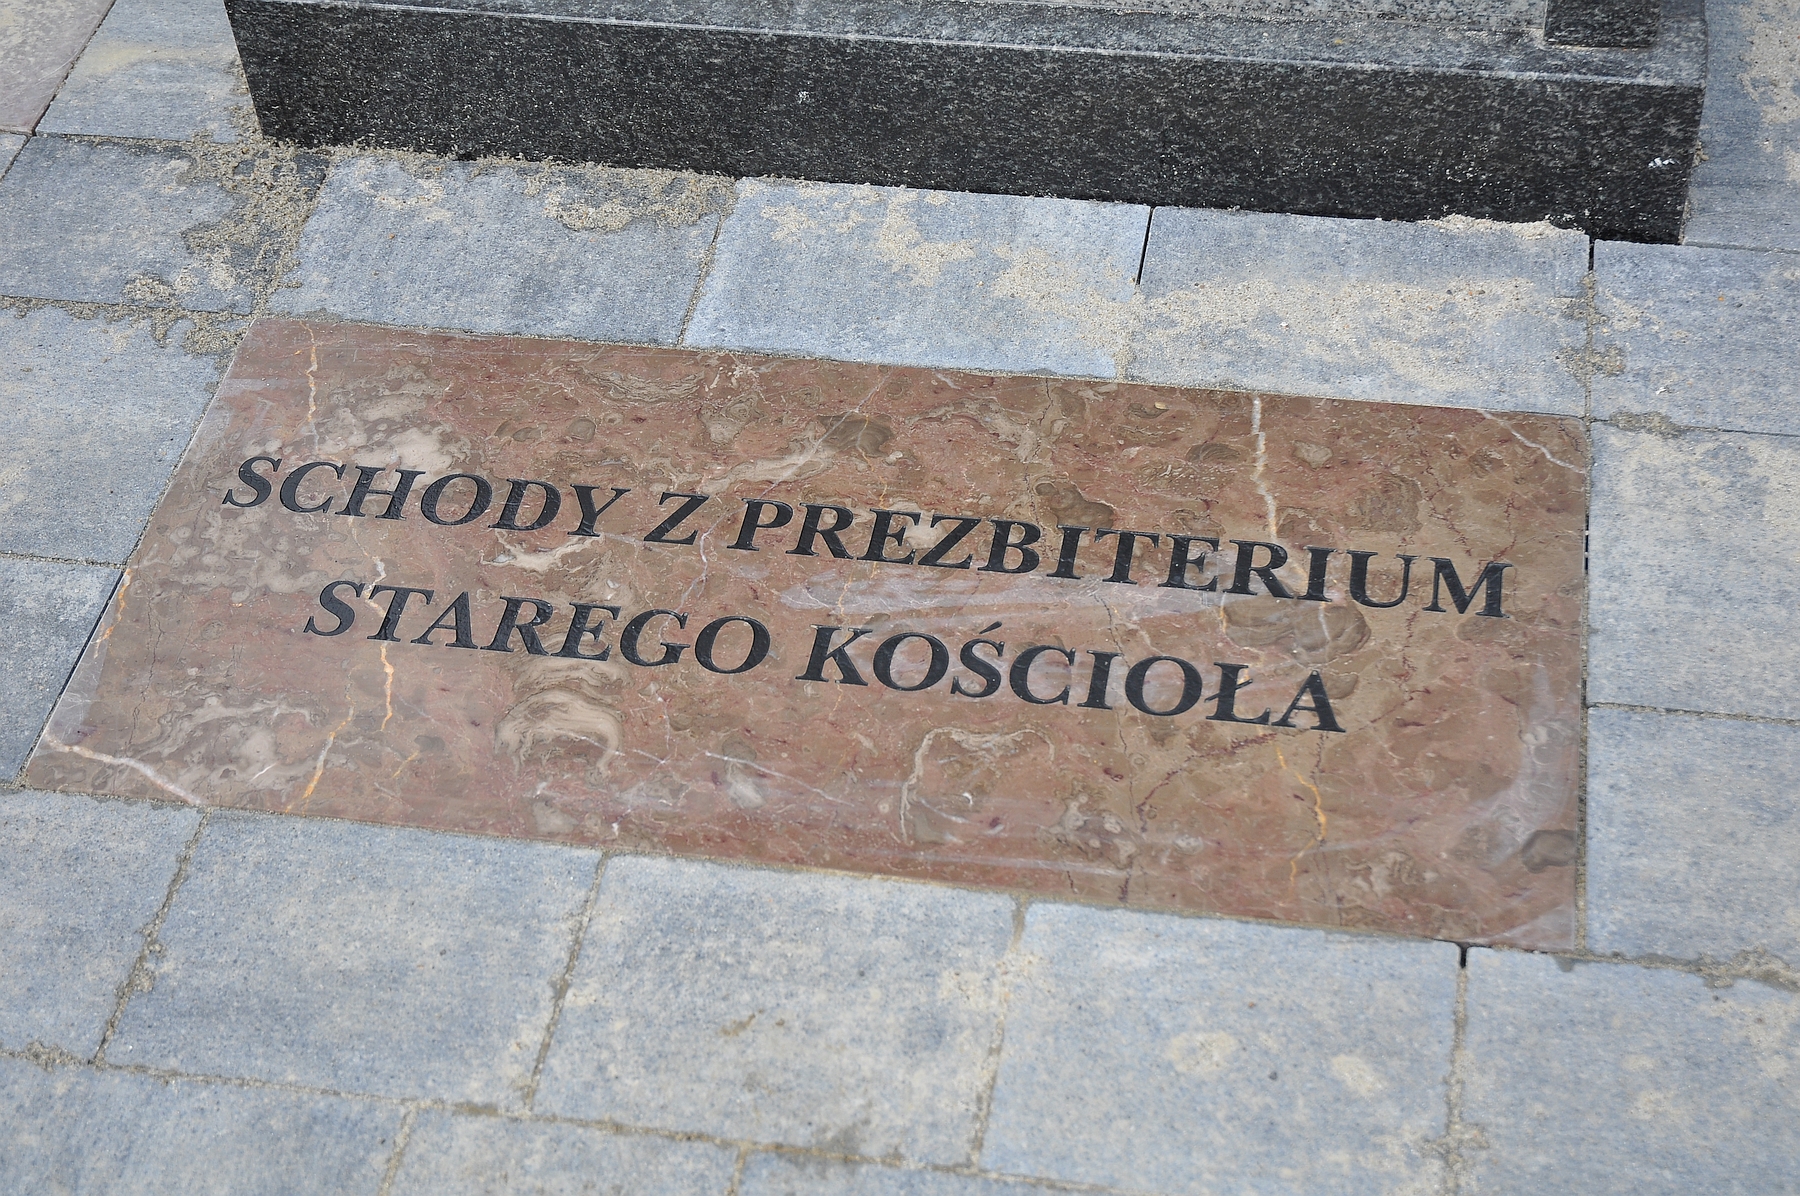 SCHODY Z PREZBITERIUM
STAREGO KOŚCIOŁA